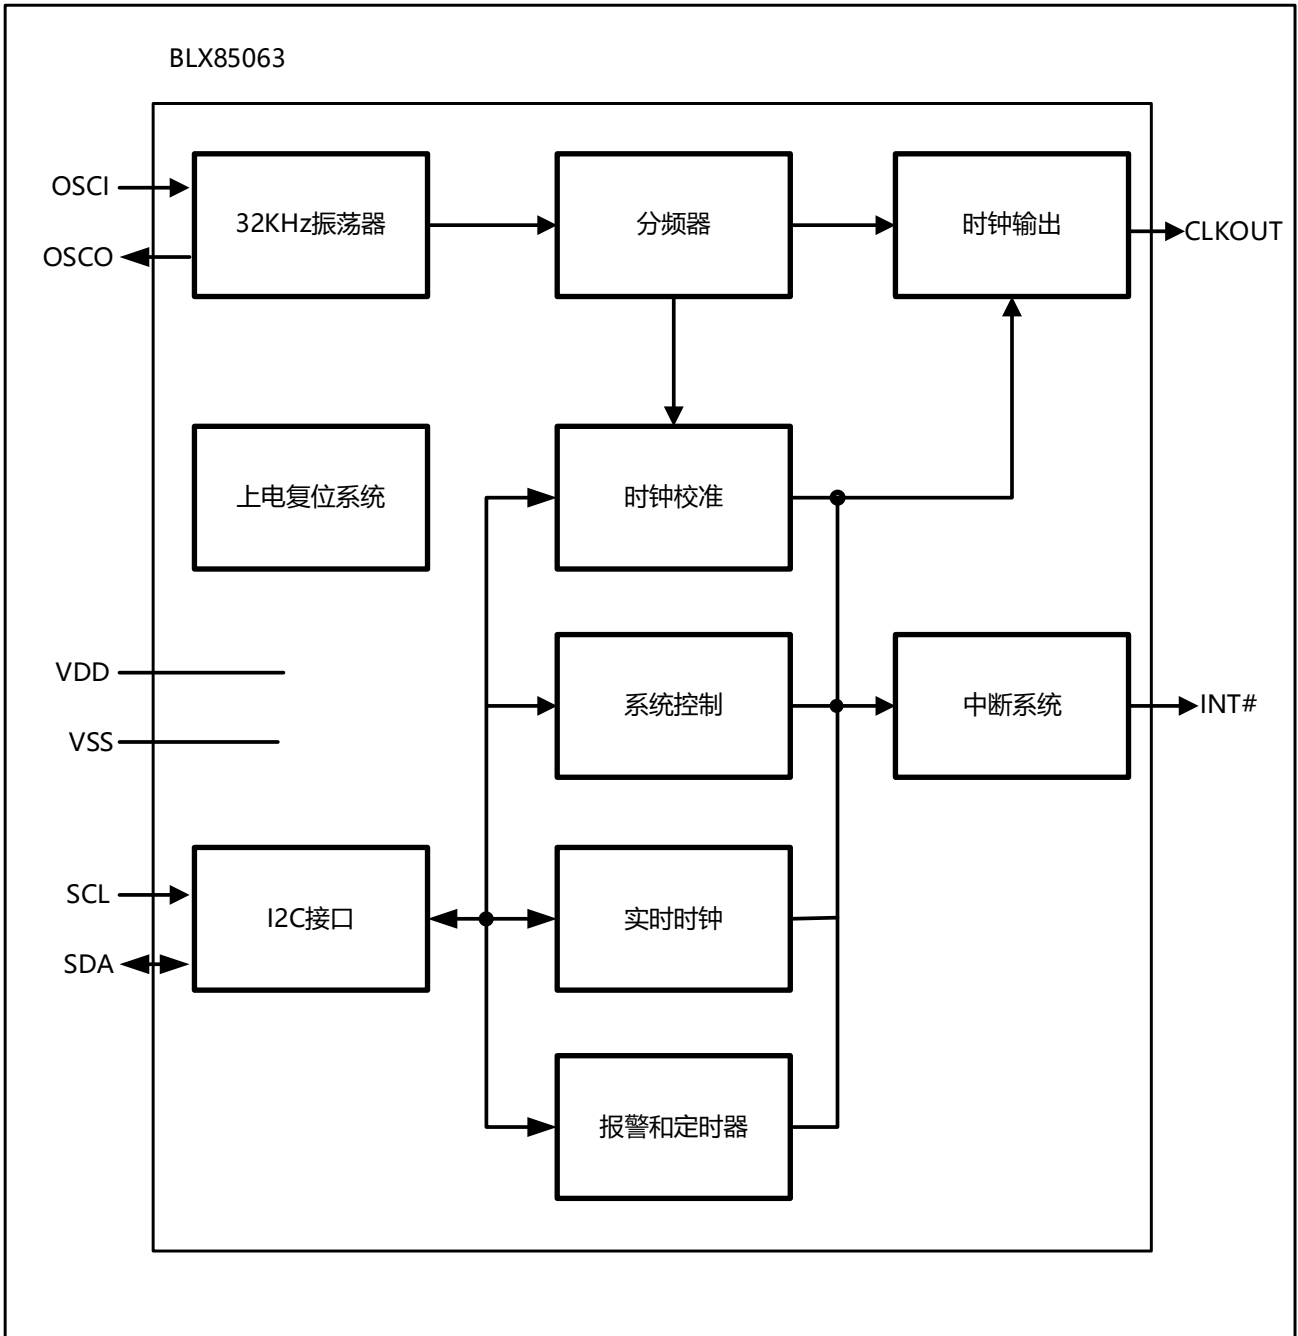 BLX85063
OSCI
32KHz振荡器
分频器
时钟输出
CLKOUT
OSCO
上电复位系统
时钟校准
VDD
系统控制
中断系统
INT#
VSS
SCL
I2C接口
实时时钟
SDA
报警和定时器